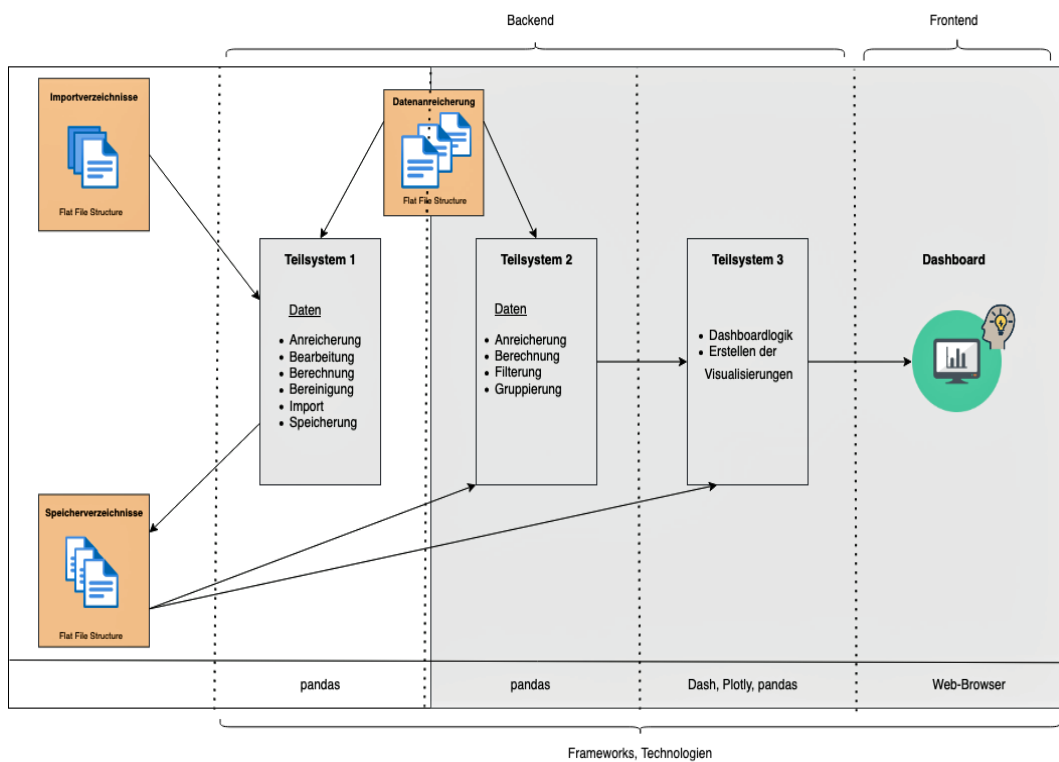 Backend
Frontend
Importverzeichnisse
Flat File Structure
Datenanreicherung
Flat File Structure
Teilsystem 1
Daten
• Anreicherung
• Bearbeitung
• Berechnung
• Bereinigung
• Import
• Speicherung
Teilsystem 2
Daten
• Anreicherung
• Berechnung
• Filterung
• Gruppierung
Teilsystem 3
• Dashboardlogik
• Erstellen der
Visualisierungen
Dashboard
Speicherverzeichnisse
Flat File Structure
pandas
pandas
Dash, Plotly, pandas
Web-Browser
Frameworks, Technologien